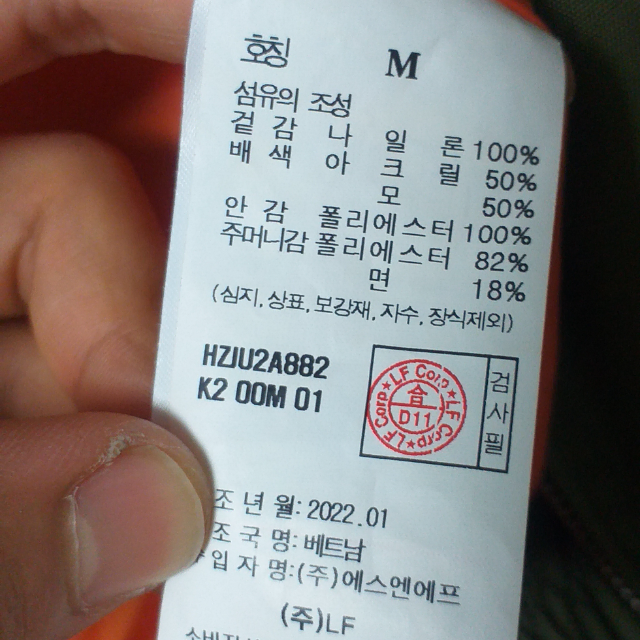 호칭 M
섬유의 조성
겉 감 나 일 론 100%
배 색 아 크 릴 50%
모 50%
안 감 폴리에스터 100%
주머니감 폴리에스터 82%
면 18%
(심지, 상표, 보강재, 자수, 장식제외)
HZJU2A882
K2 00M 01
LF Corp ★ LF Corp ★ LF Corp ★
合
D11
검사필
조 년 월: 2022.01
조 국 명: 베트남
입 자 명:(주)에스엔에프
(주)LF